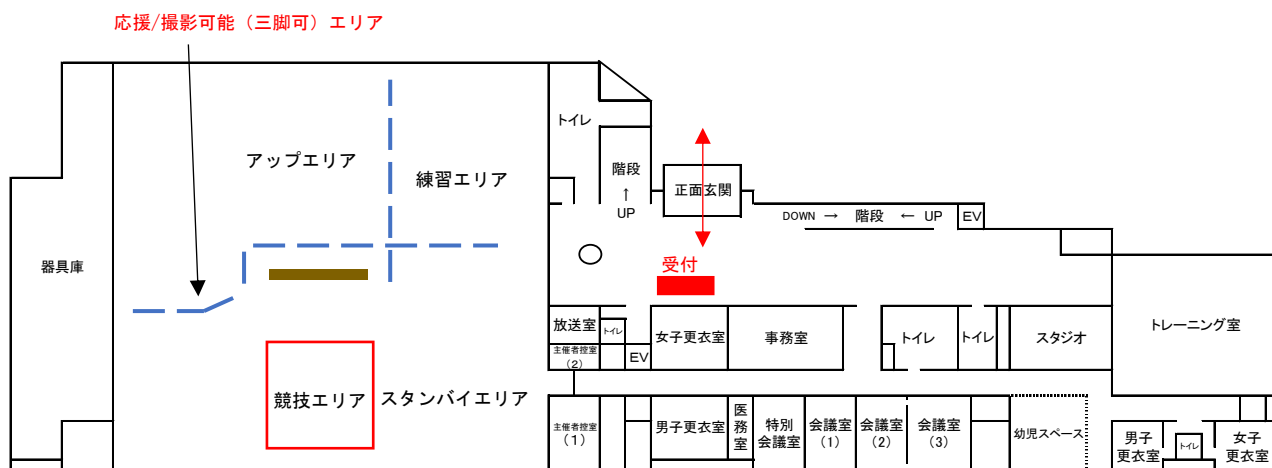 応援/撮影可能（三脚可）エリア
トイレ
アップエリア
練習エリア
階段
↑
UP
正面玄関
DOWN → 階段 ← UP
EV
器具庫
受付
放送室
トイレ
女子更衣室
事務室
トイレ
トイレ
スタジオ
トレーニング室
主催者控室
（2）
EV
競技エリア
スタンバイエリア
主催者控室
（1）
男子更衣室
医
務
室
特別
会議室
会議室
（1）
会議室
（2）
会議室
（3）
幼児スペース
男子
更衣室
トイレ
女子
更衣室